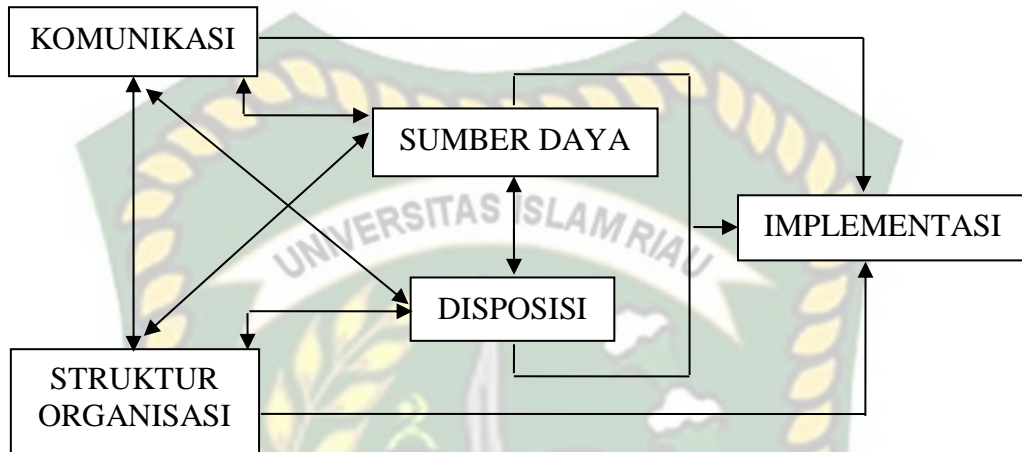 KOMUNIKASI
SUMBER DAYA
UNIVERSITAS ISLAM RIAU
IMPLEMENTASI
DISPOSISI
STRUKTUR
ORGANISASI